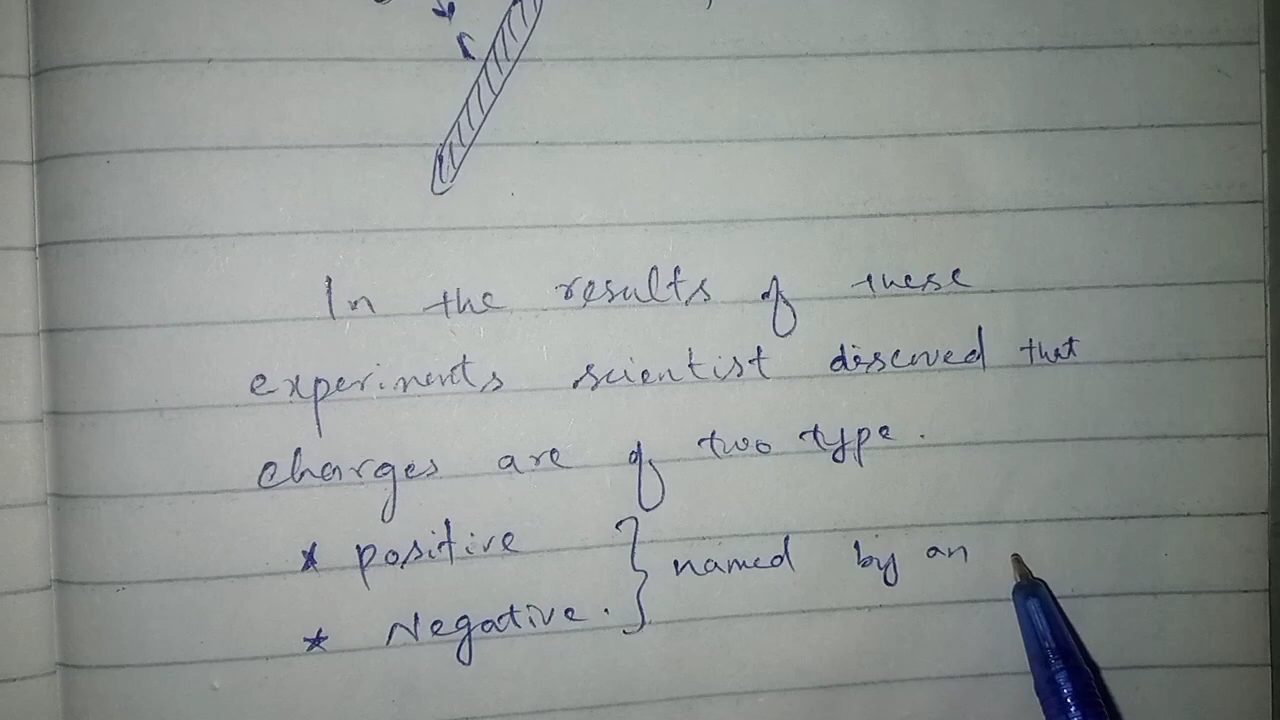 In the results of these
experiments scientist discoved that
charges are of two type.
* positive
* Negative. } named by an